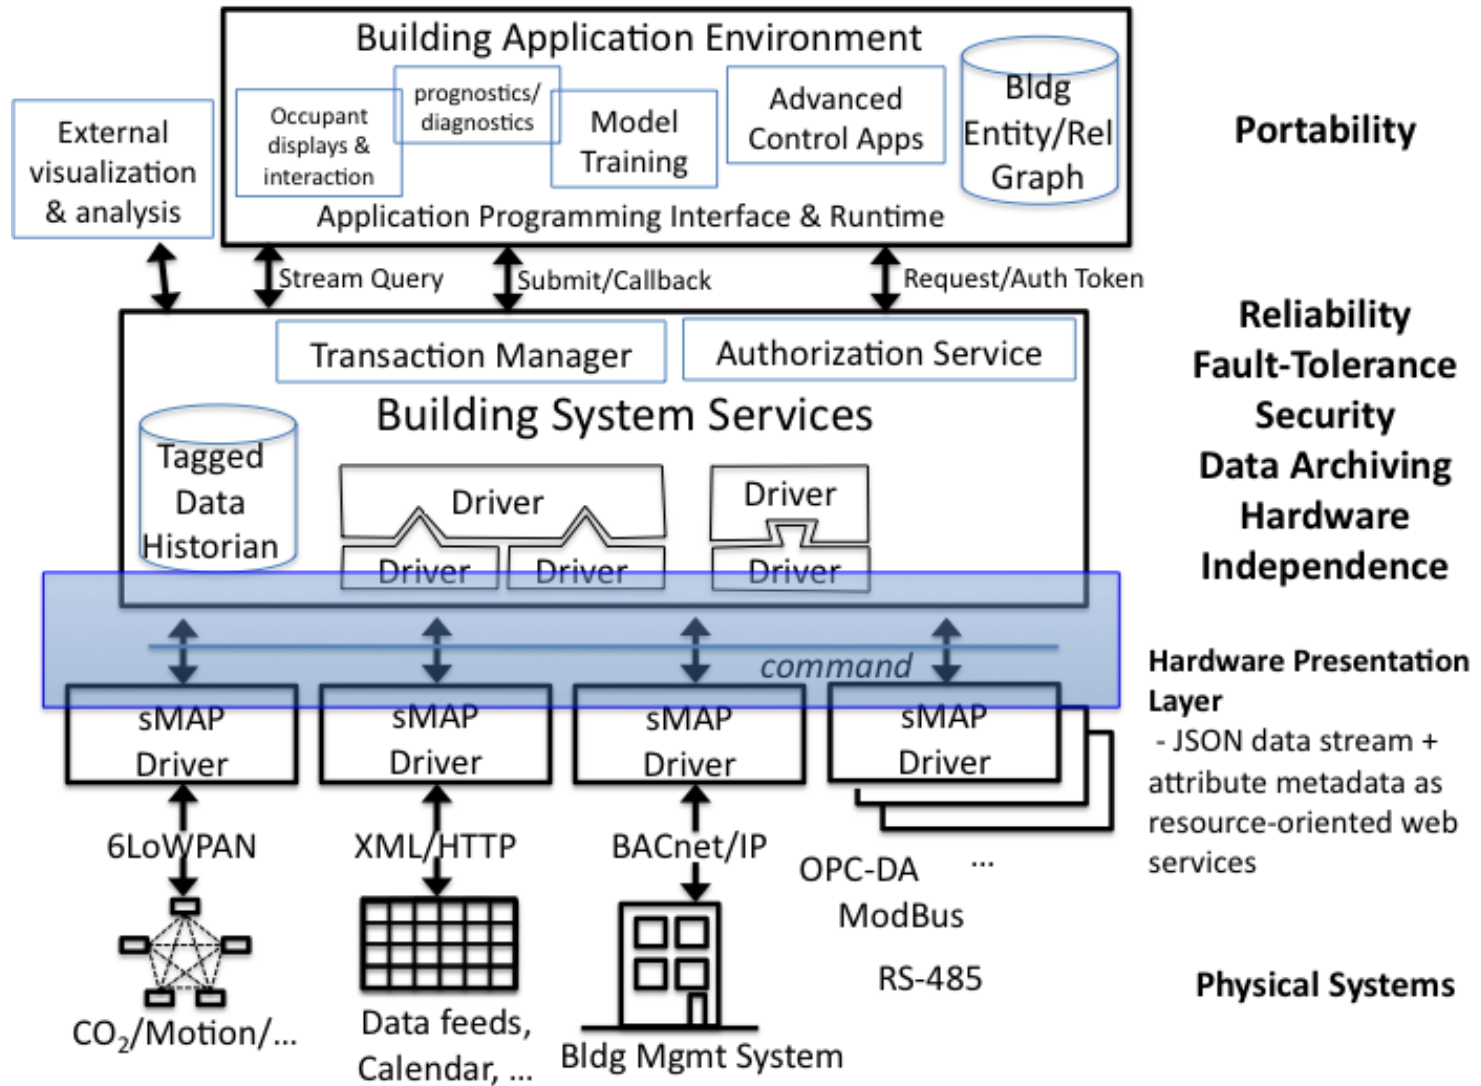 Building Application Environment
External
visualization
& analysis
Occupant
displays &
interaction
prognostics/
diagnostics
Model
Training
Advanced
Control Apps
Bldg
Entity/Rel
Graph
Application Programming Interface & Runtime
Portability
Stream Query
Submit/Callback
Request/Auth Token
Transaction Manager
Authorization Service
Building System Services
Tagged
Data
Historian
Driver
Driver
Driver
Driver
Driver
Reliability
Fault-Tolerance
Security
Data Archiving
Hardware
Independence
command
sMAP
Driver
sMAP
Driver
sMAP
Driver
sMAP
Driver
Hardware Presentation
Layer
- JSON data stream +
attribute metadata as
resource-oriented web
services
6LoWPAN
XML/HTTP
BACnet/IP
OPC-DA
...
ModBus
RS-485
CO2/Motion/...
Data feeds,
Calendar, ...
Bldg Mgmt System
Physical Systems